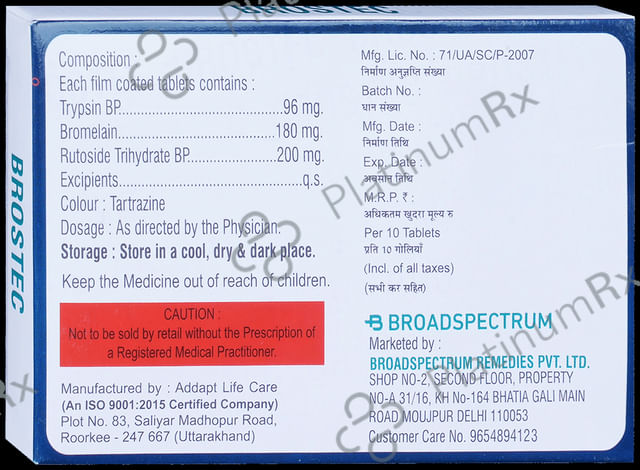 BROSTEC
BROSTEC
Composition :
Each film coated tablets contains :
Trypsin BP..............................................96 mg.
Bromelain...........................................180 mg.
Rutoside Trihydrate BP......................200 mg.
Excipients................................................q.s.
Colour : Tartrazine
Dosage : As directed by the Physician.
Storage : Store in a cool, dry & dark place.
Keep the Medicine out of reach of children.
CAUTION :
Not to be sold by retail without the Prescription of
a Registered Medical Practitioner.
Manufactured by : Addapt Life Care
(An ISO 9001:2015 Certified Company)
Plot No. 83, Saliyar Madhopur Road,
Roorkee - 247 667 (Uttarakhand)
Mfg. Lic. No. : 71/UA/SC/P-2007
निर्माण अनुज्ञप्ति संख्या
Batch No. :
घान संख्या
Mfg. Date :
निर्माण तिथि
Exp. Date :
अवसान तिथि
M.R.P. ₹ :
अधिकतम खुदरा मूल्य रु
Per 10 Tablets
प्रति 10 गोलियाँ
(Incl. of all taxes)
(सभी कर सहित)
BROADSPECTRUM
Marketed by :
BROADSPECTRUM REMEDIES PVT. LTD.
SHOP NO-2, SECOND FLOOR, PROPERTY
NO-A 31/16, KH No-164 BHATIA GALI MAIN
ROAD MOUJPUR DELHI 110053
Customer Care No. 9654894123
PlatinumRx
PlatinumRx
Rx